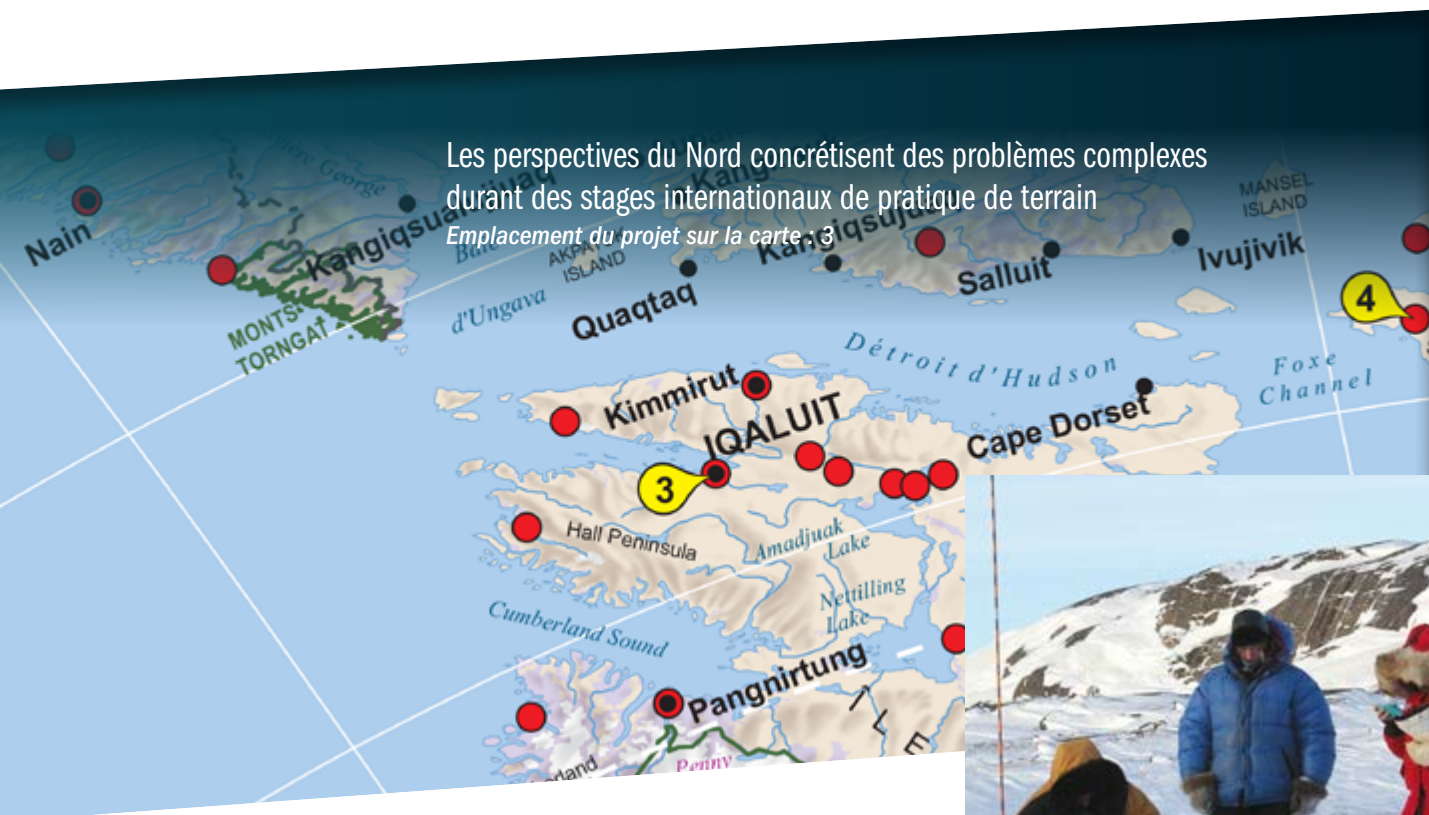 Les perspectives du Nord concrétisent des problèmes complexes
durant des stages internationaux de pratique de terrain
Emplacement du projet sur la carte : 3
George
Nain
Kangiqsualujjuaq
AKPATOK
ISLAND
Kangiqsujuaq
MANSEL
ISLAND
Ivujivik
Salluit
4
d'Ungava
Quaqtaq
MONTS
TORNGAT
Détroit d'Hudson
Foxe
Channel
Kimmirut
IQALUIT
Cape Dorset
3
Hall Peninsula
Amadjuak
Lake
Nettilling
Lake
Cumberland Sound
Pangnirtung
ILE
Penny